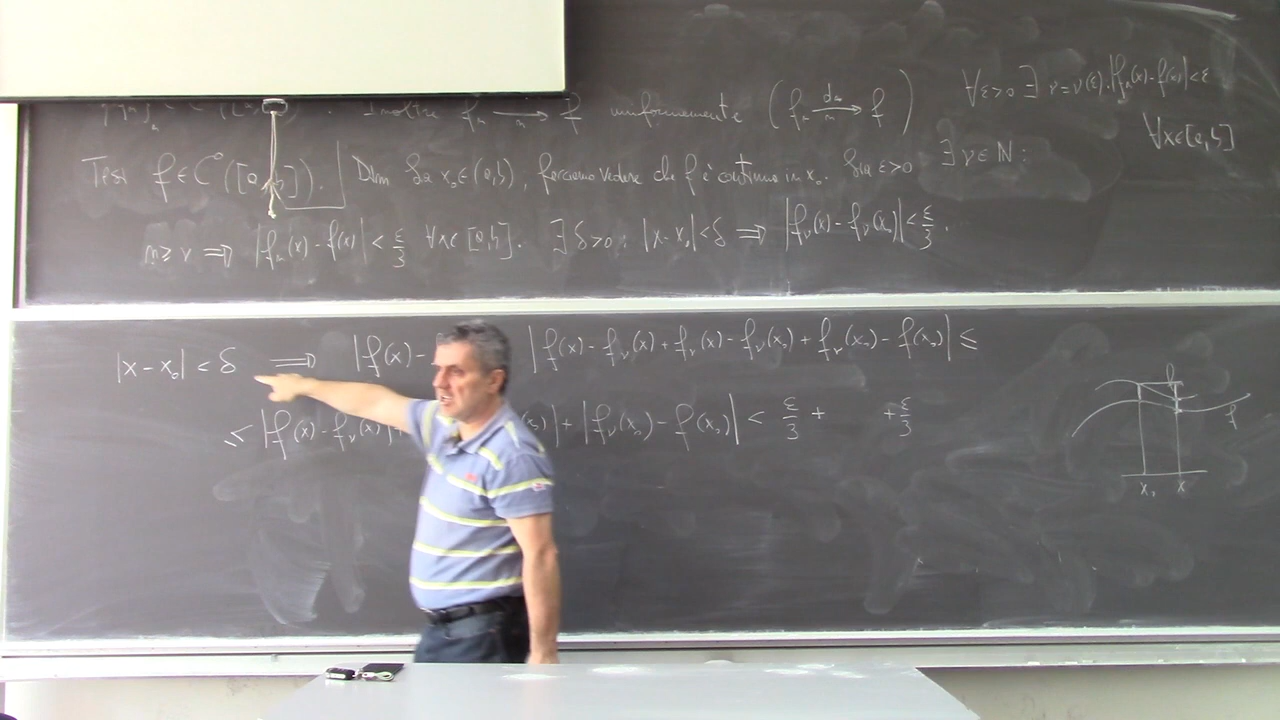 Inoltre fₙ →ₙ f uniformemente ( fₙ →ₙ^{d∞} f )
∀ε>0 ∃ ν=ν(ε): |fₙ(x)-f(x)|<ε
∀x∈[a,b]
Tesi f∈C⁰([a,b]). Dim Sia x₀∈(a,b), facciamo vedere che f è continua in x₀. Sia ε>0 ∃ν∈N:
n≥ν ⇒ |fₙ(x)-f(x)|<ε/3 ∀x∈[a,b]. ∃δ>0: |x-x₀|<δ ⇒ |f_ν(x)-f_ν(x₀)|<ε/3.
|x-x₀|<δ ⇒ |f(x)- |f(x)-f_ν(x)+f_ν(x)-f_ν(x₀)+f_ν(x₀)-f(x₀)| ≤
≤ |f(x)-f_ν(x)|+ (x₀)|+|f_ν(x₀)-f(x₀)| < ε/3 + +ε/3
f
x₀ x